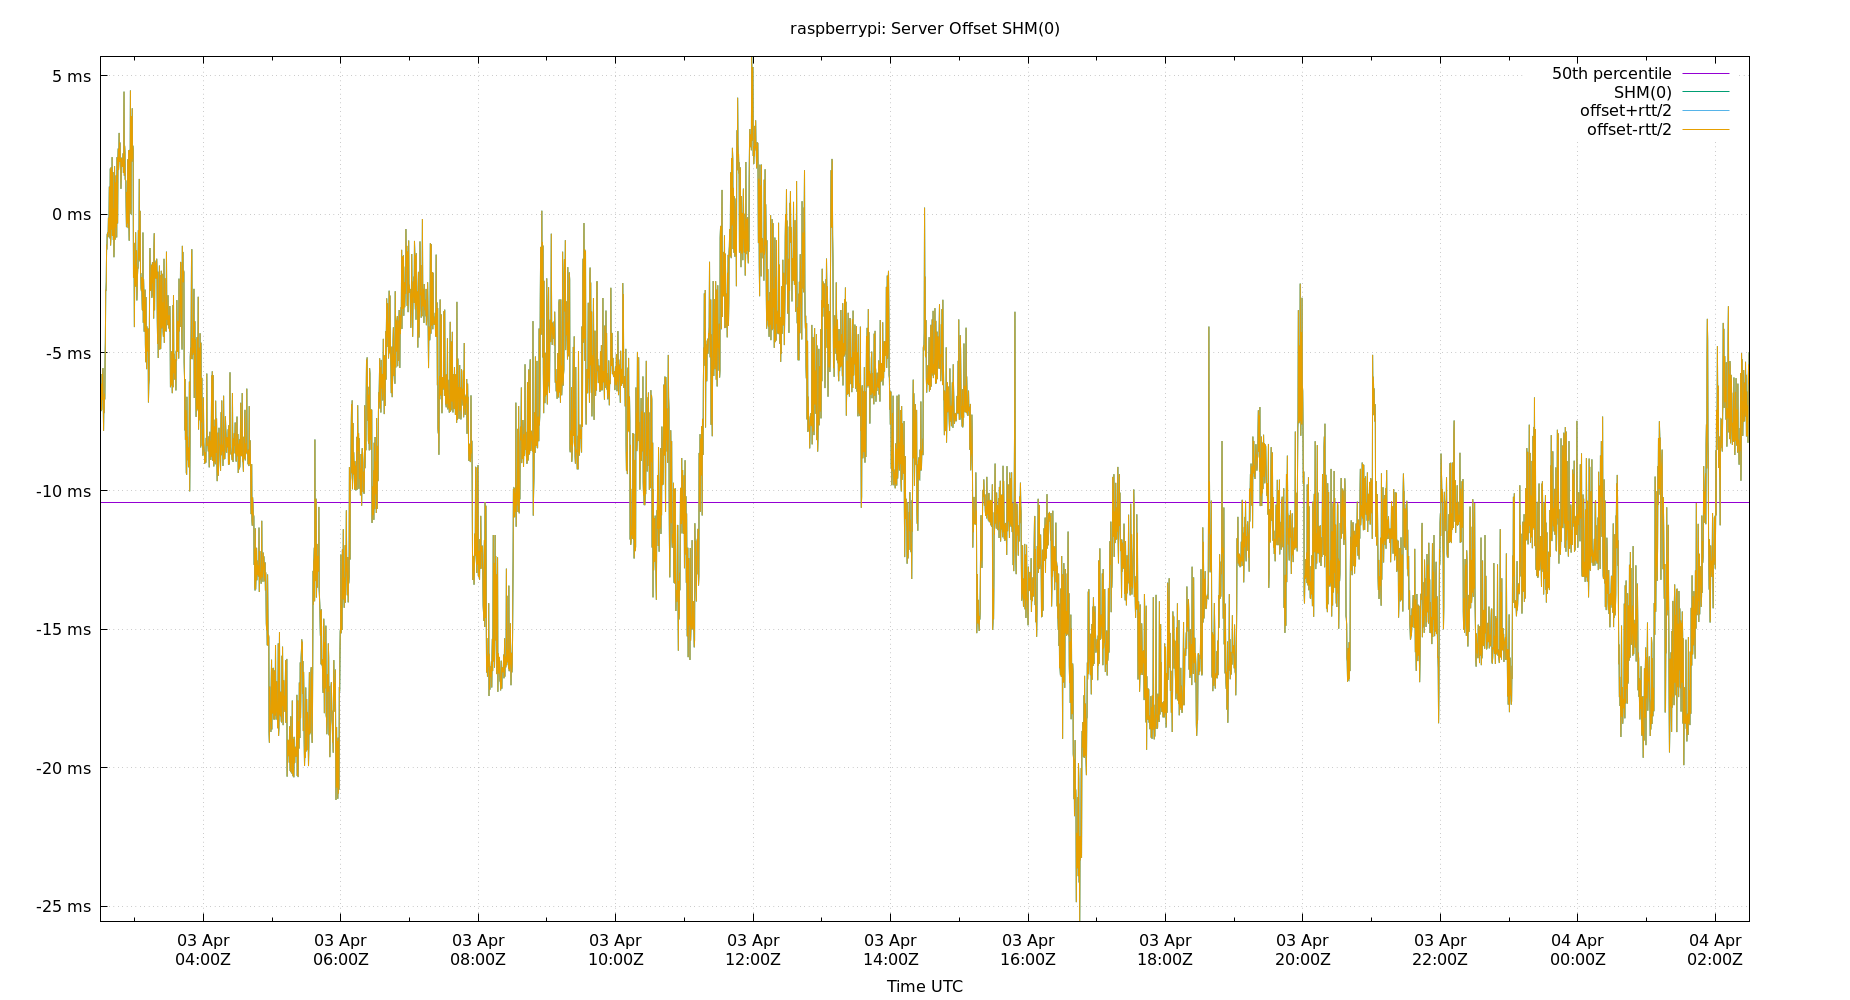 raspberrypi: Server Offset SHM(0)
50th percentile
SHM(0)
offset+rtt/2
offset-rtt/2
5 ms
0 ms
-5 ms
-10 ms
-15 ms
-20 ms
-25 ms
03 Apr 03 Apr 03 Apr 03 Apr 03 Apr 03 Apr 03 Apr 03 Apr 03 Apr 03 Apr 04 Apr 04 Apr
04:00Z 06:00Z 08:00Z 10:00Z 12:00Z 14:00Z 16:00Z 18:00Z 20:00Z 22:00Z 00:00Z 02:00Z
Time UTC